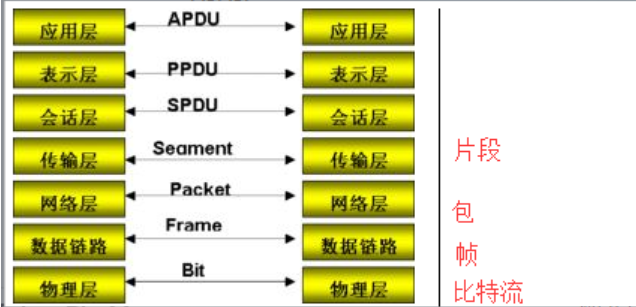 应用层 APDU 应用层
表示层 PPDU 表示层
会话层 SPDU 会话层
传输层 Segment 传输层 片段
网络层 Packet 网络层 包
数据链路 Frame 数据链路 帧
物理层 Bit 物理层 比特流